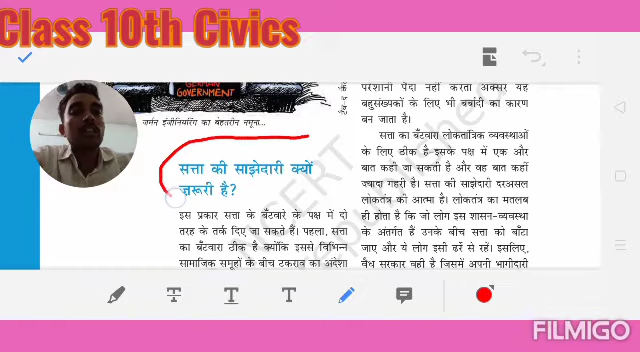 Class 10th Civics
GERMAN
GOVERNMENT
जर्मन इंजीनियरिंग का बेहतरीन नमूना...
सत्ता की साझेदारी क्यों
ज़रूरी है?
इस प्रकार सत्ता के बँटवारे के पक्ष में दो
तरह के तर्क दिए जा सकते हैं। पहला, सत्ता
का बँटवारा ठीक है क्योंकि इससे विभिन्न
सामाजिक समूहों के बीच टकराव का अंदेशा
परेशानी पैदा नहीं करता अक्सर यह
बहुसंख्यकों के लिए भी बर्बादी का कारण
बन जाता है।
सत्ता का बँटवारा लोकतांत्रिक व्यवस्थाओं
के लिए ठीक है-इसके पक्ष में एक और
बात कही जा सकती है और वह बात कहीं
ज्यादा गहरी है। सत्ता की साझेदारी दरअसल
लोकतंत्र की आत्मा है। लोकतंत्र का मतलब
ही होता है कि जो लोग इस शासन-व्यवस्था
के अंतर्गत हैं उनके बीच सत्ता को बाँटा
जाए और ये लोग इसी ढर्रे से रहें। इसलिए,
वैध सरकार वही है जिसमें अपनी भागीदारी
T
T
T
FILMIGO